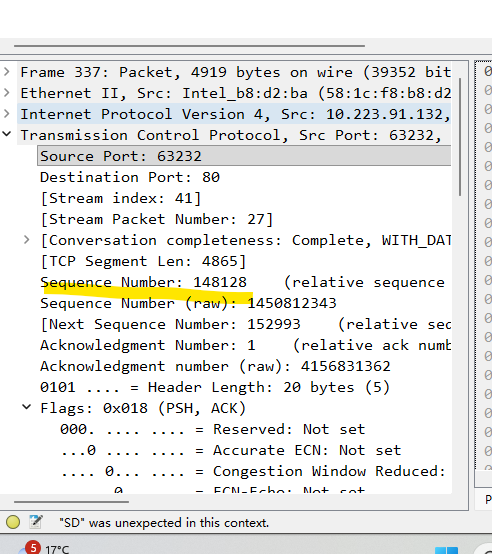 Frame 337: Packet, 4919 bytes on wire (39352 bit
Ethernet II, Src: Intel_b8:d2:ba (58:1c:f8:b8:d2
Internet Protocol Version 4, Src: 10.223.91.132,
Transmission Control Protocol, Src Port: 63232,
Source Port: 63232
Destination Port: 80
[Stream index: 41]
[Stream Packet Number: 27]
[Conversation completeness: Complete, WITH_DAT
[TCP Segment Len: 4865]
Sequence Number: 148128    (relative sequence
Sequence Number (raw): 1450812343
[Next Sequence Number: 152993    (relative seq
Acknowledgment Number: 1    (relative ack numb
Acknowledgment number (raw): 4156831362
0101 .... = Header Length: 20 bytes (5)
Flags: 0x018 (PSH, ACK)
000. .... .... = Reserved: Not set
...0 .... .... = Accurate ECN: Not set
.... 0... .... = Congestion Window Reduced:
.... .0.. .... = ECN-Echo: Not set
"SD" was unexpected in this context.
P
5
17°C